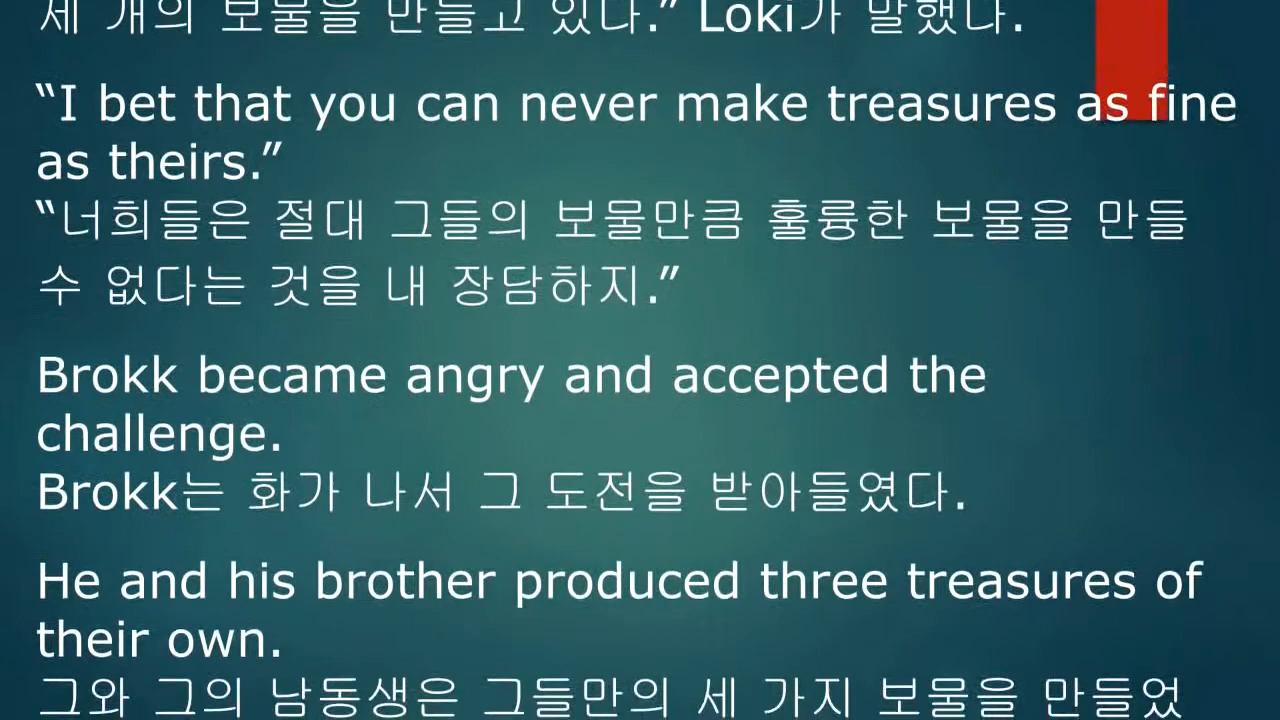 세 개의 보물을 만들고 있다.” Loki가 말했다.
“I bet that you can never make treasures as fine
as theirs.”
“너희들은 절대 그들의 보물만큼 훌륭한 보물을 만들
수 없다는 것을 내 장담하지.”
Brokk became angry and accepted the
challenge.
Brokk는 화가 나서 그 도전을 받아들였다.
He and his brother produced three treasures of
their own.
그와 그의 남동생은 그들만의 세 가지 보물을 만들었